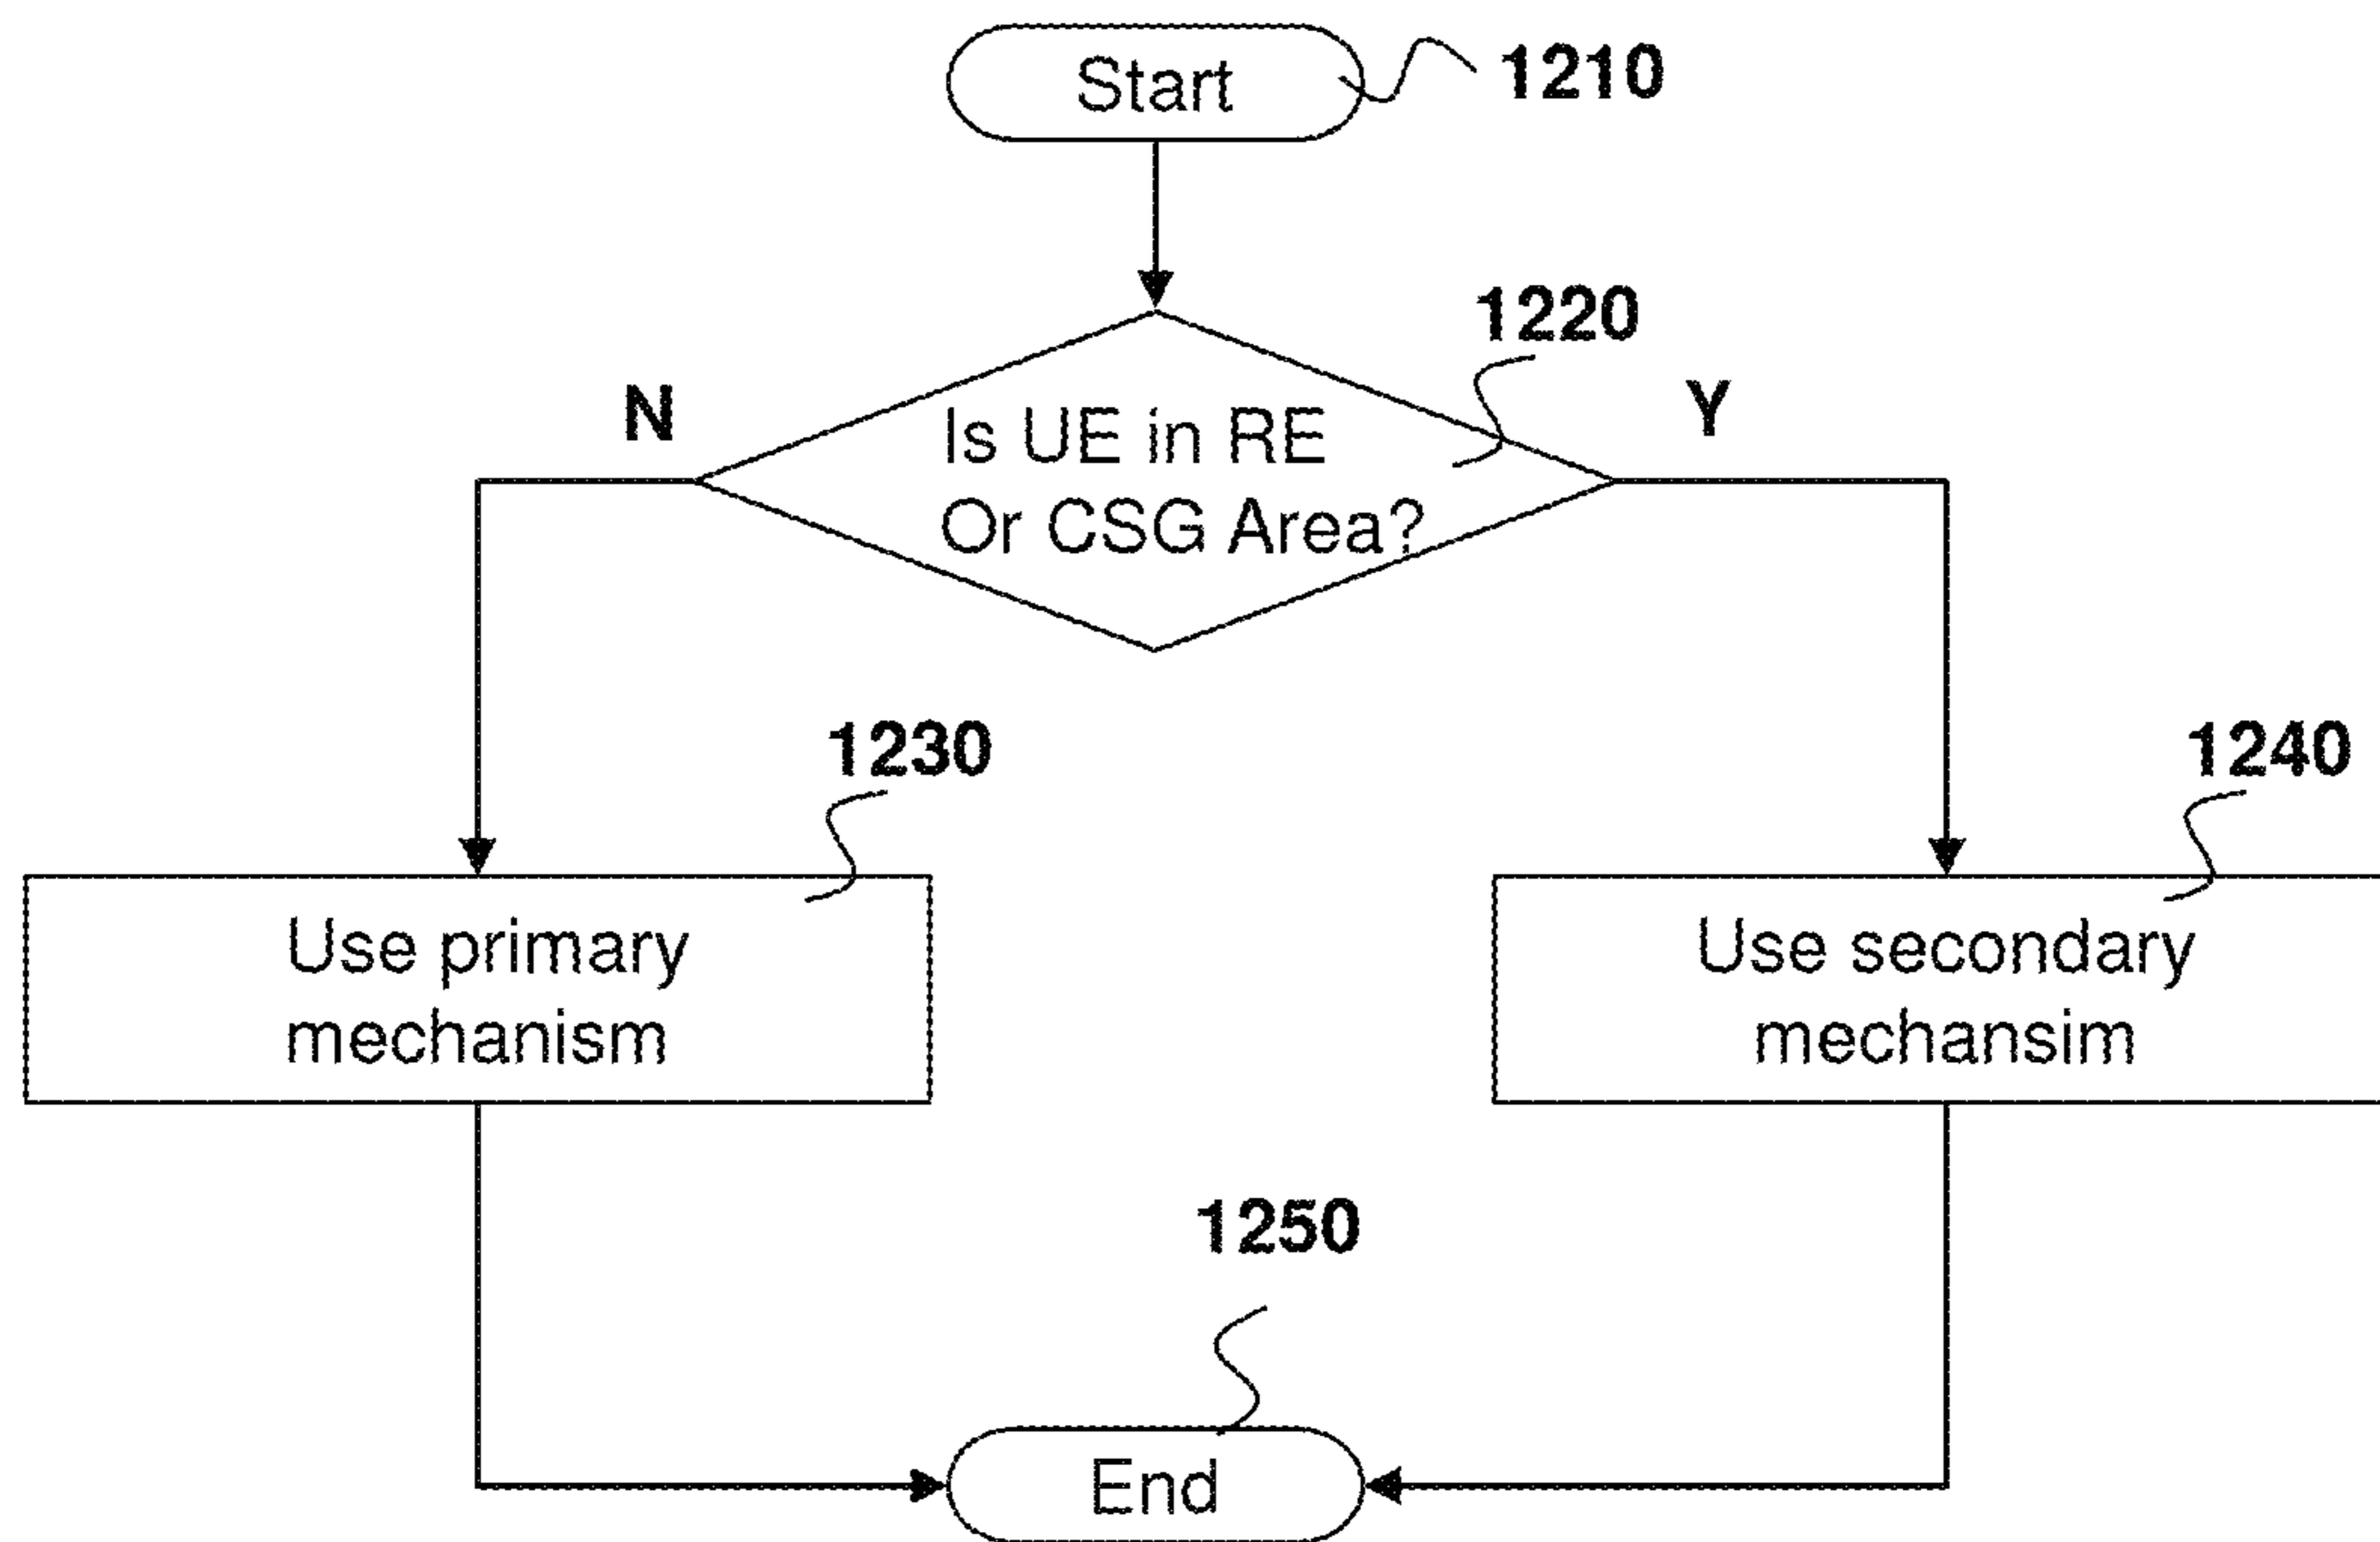 Start
1210
1220
N
Y
Is UE in RE
Or CSG Area?
1230
1240
Use primary
mechanism
Use secondary
mechansim
1250
End